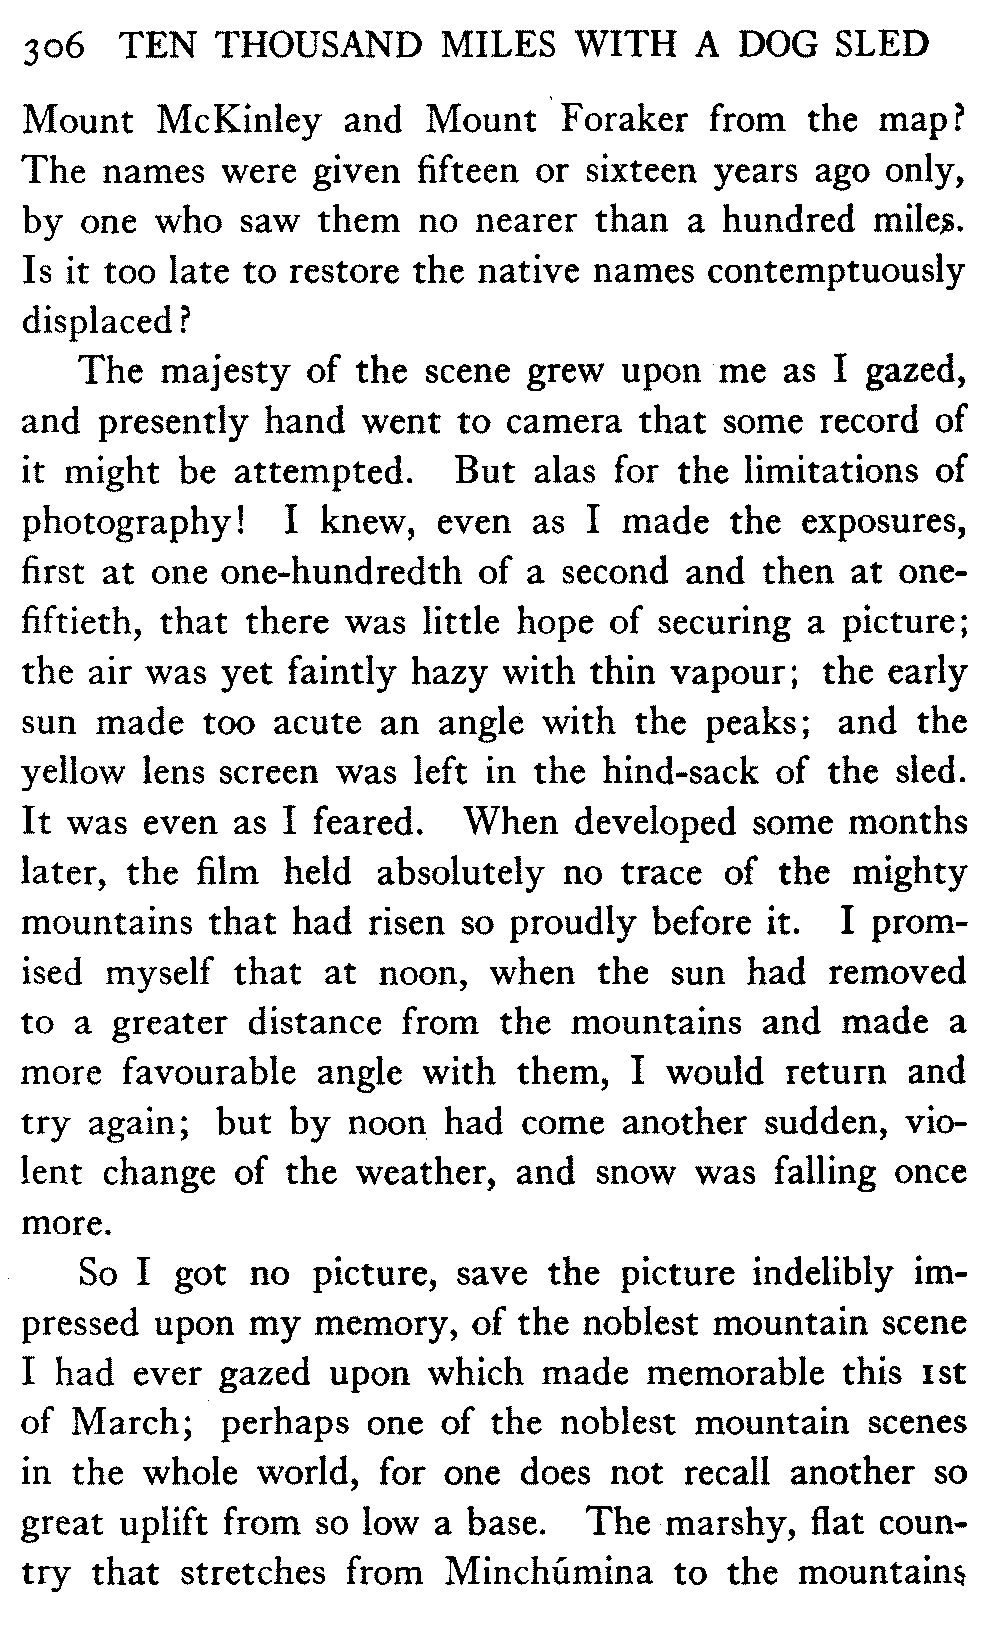 306 TEN THOUSAND MILES WITH A DOG SLED
Mount McKinley and Mount Foraker from the map?
The names were given fifteen or sixteen years ago only,
by one who saw them no nearer than a hundred miles.
Is it too late to restore the native names contemptuously
displaced?
The majesty of the scene grew upon me as I gazed,
and presently hand went to camera that some record of
it might be attempted. But alas for the limitations of
photography! I knew, even as I made the exposures,
first at one one-hundredth of a second and then at one-
fiftieth, that there was little hope of securing a picture;
the air was yet faintly hazy with thin vapour; the early
sun made too acute an angle with the peaks; and the
yellow lens screen was left in the hind-sack of the sled.
It was even as I feared. When developed some months
later, the film held absolutely no trace of the mighty
mountains that had risen so proudly before it. I prom-
ised myself that at noon, when the sun had removed
to a greater distance from the mountains and made a
more favourable angle with them, I would return and
try again; but by noon had come another sudden, vio-
lent change of the weather, and snow was falling once
more.
So I got no picture, save the picture indelibly im-
pressed upon my memory, of the noblest mountain scene
I had ever gazed upon which made memorable this 1st
of March; perhaps one of the noblest mountain scenes
in the whole world, for one does not recall another so
great uplift from so low a base. The marshy, flat coun-
try that stretches from Minchúmina to the mountains